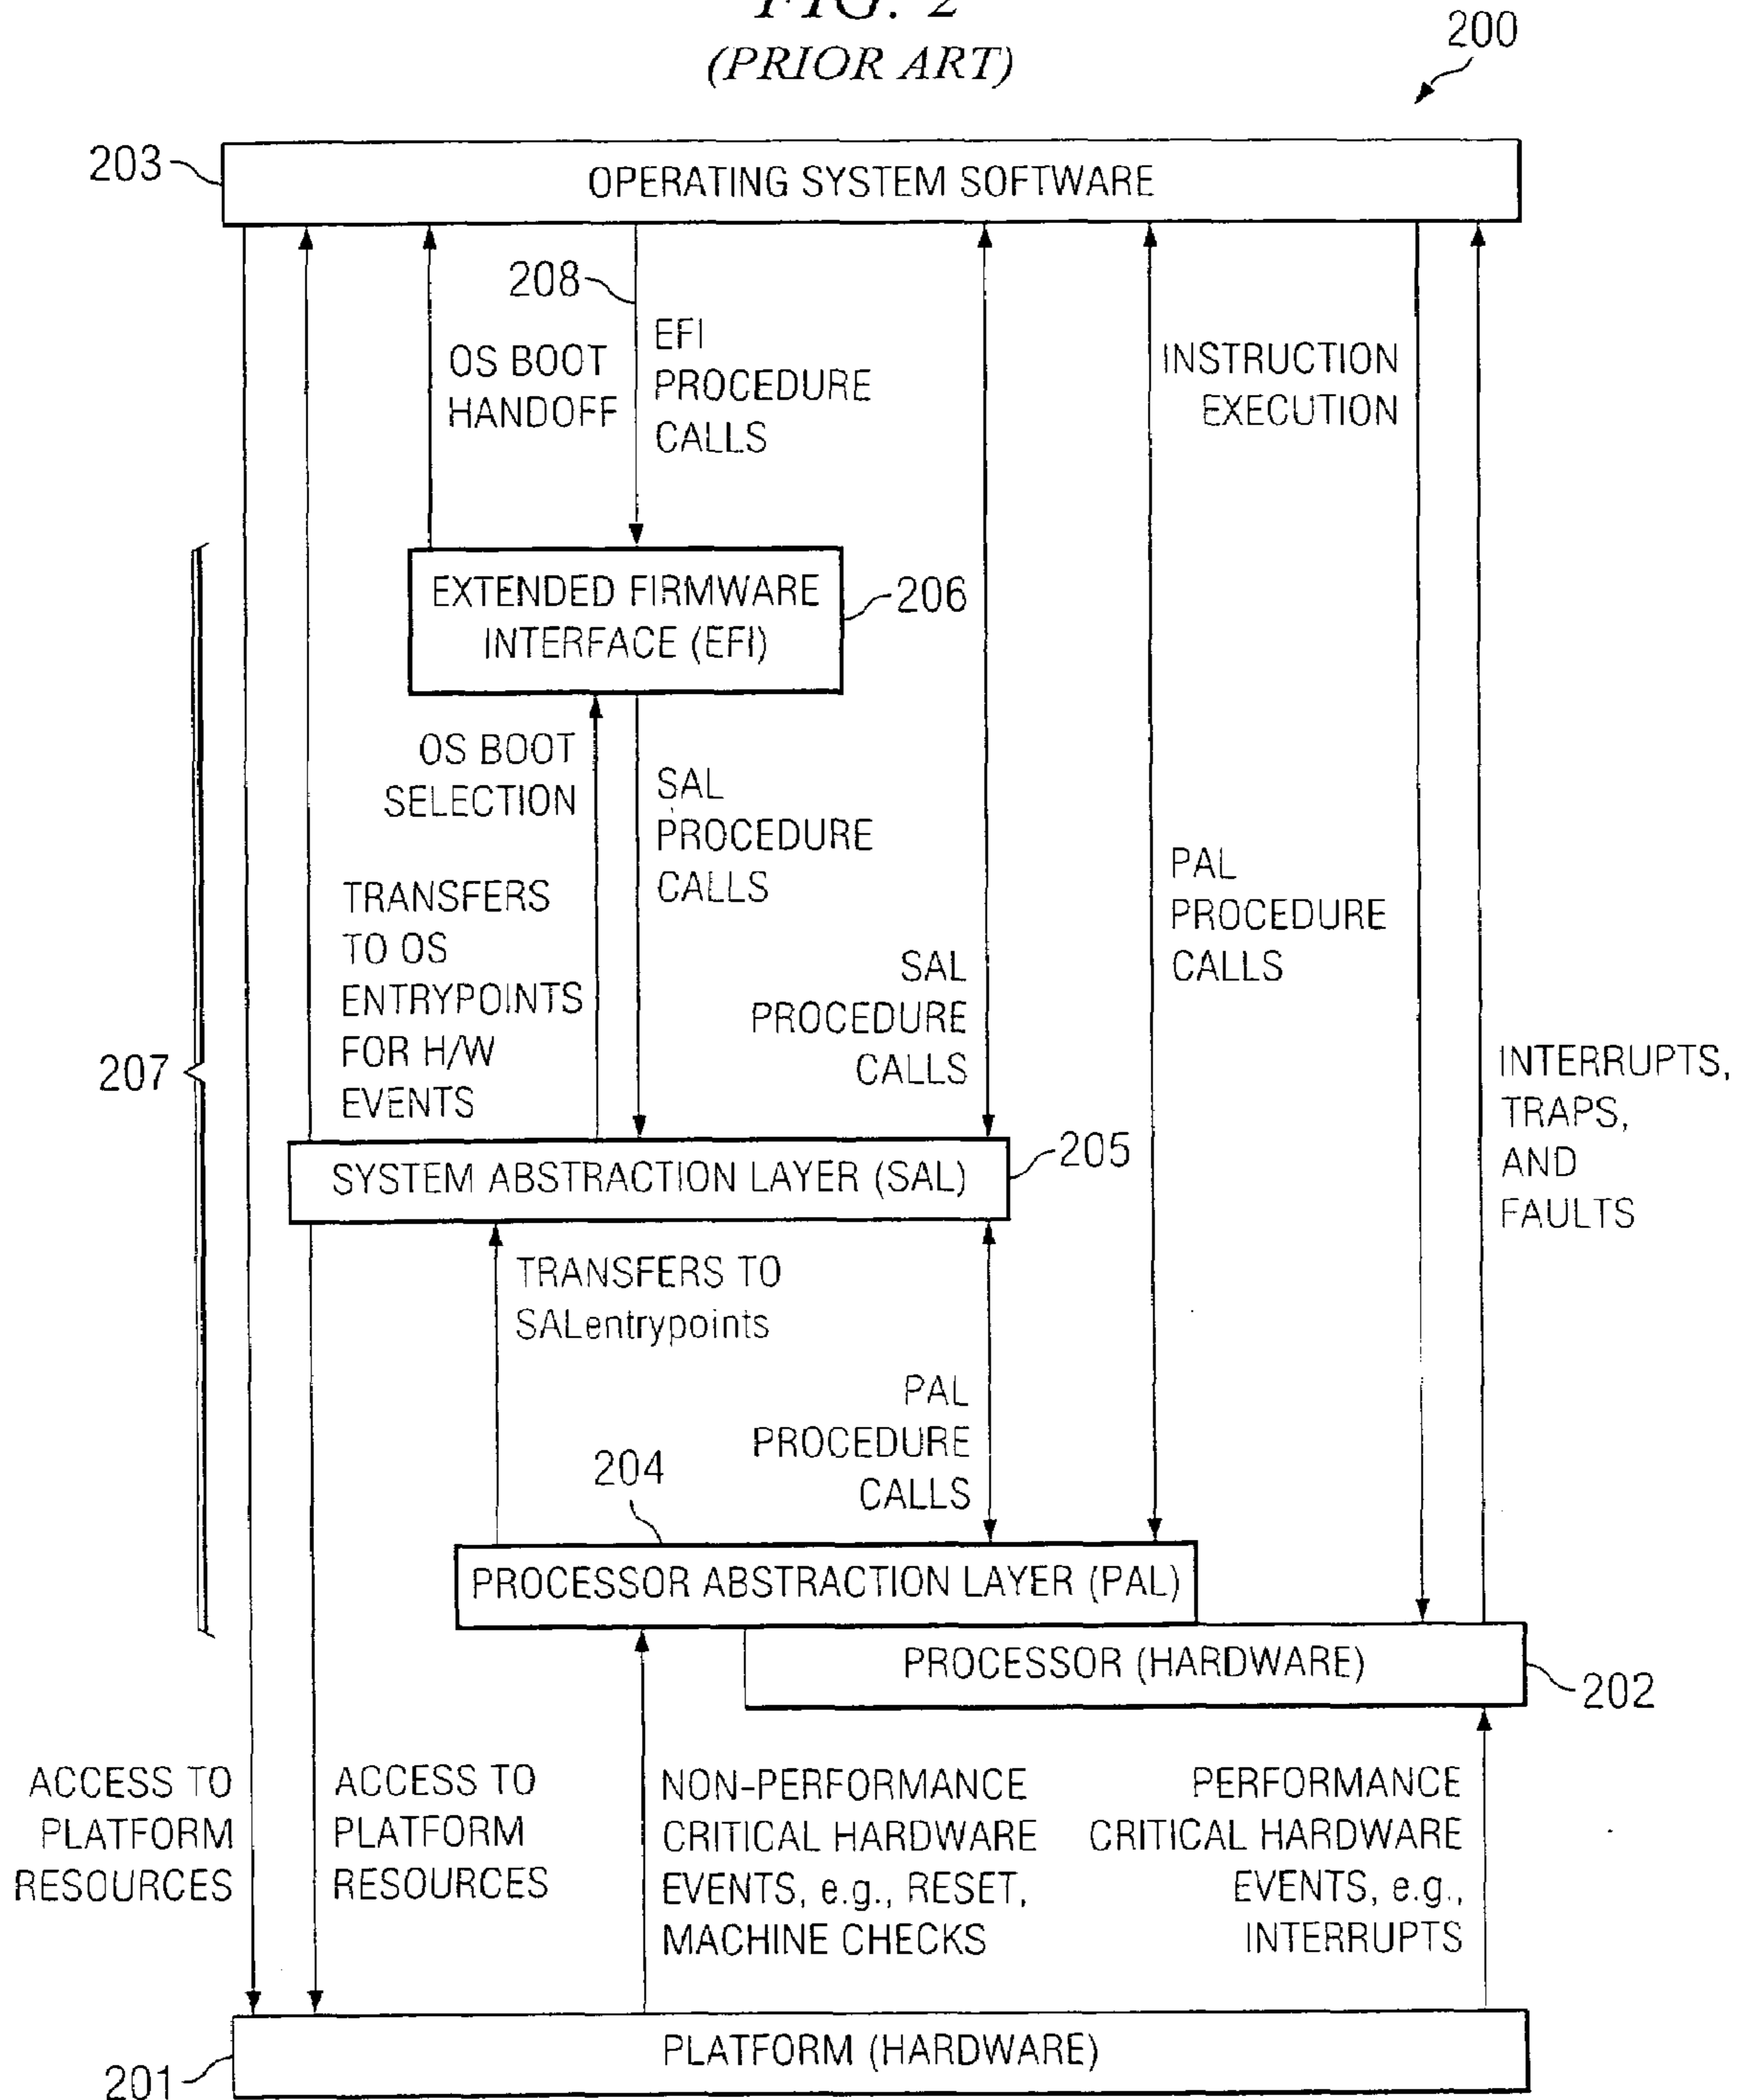 FIG. 2
(PRIOR ART)
200
203
OPERATING SYSTEM SOFTWARE
208
OS BOOT
HANDOFF
EFI
PROCEDURE
CALLS
INSTRUCTION
EXECUTION
EXTENDED FIRMWARE
INTERFACE (EFI)
206
OS BOOT
SELECTION
SAL
PROCEDURE
CALLS
TRANSFERS
TO OS
ENTRYPOINTS
FOR H/W
EVENTS
SAL
PROCEDURE
CALLS
PAL
PROCEDURE
CALLS
207
INTERRUPTS,
TRAPS,
AND
FAULTS
SYSTEM ABSTRACTION LAYER (SAL)
205
TRANSFERS TO
SALentrypoints
PAL
PROCEDURE
CALLS
204
PROCESSOR ABSTRACTION LAYER (PAL)
PROCESSOR (HARDWARE)
202
ACCESS TO
PLATFORM
RESOURCES
ACCESS TO
PLATFORM
RESOURCES
NON-PERFORMANCE
CRITICAL HARDWARE
EVENTS, e.g., RESET,
MACHINE CHECKS
PERFORMANCE
CRITICAL HARDWARE
EVENTS, e.g.,
INTERRUPTS
PLATFORM (HARDWARE)
201